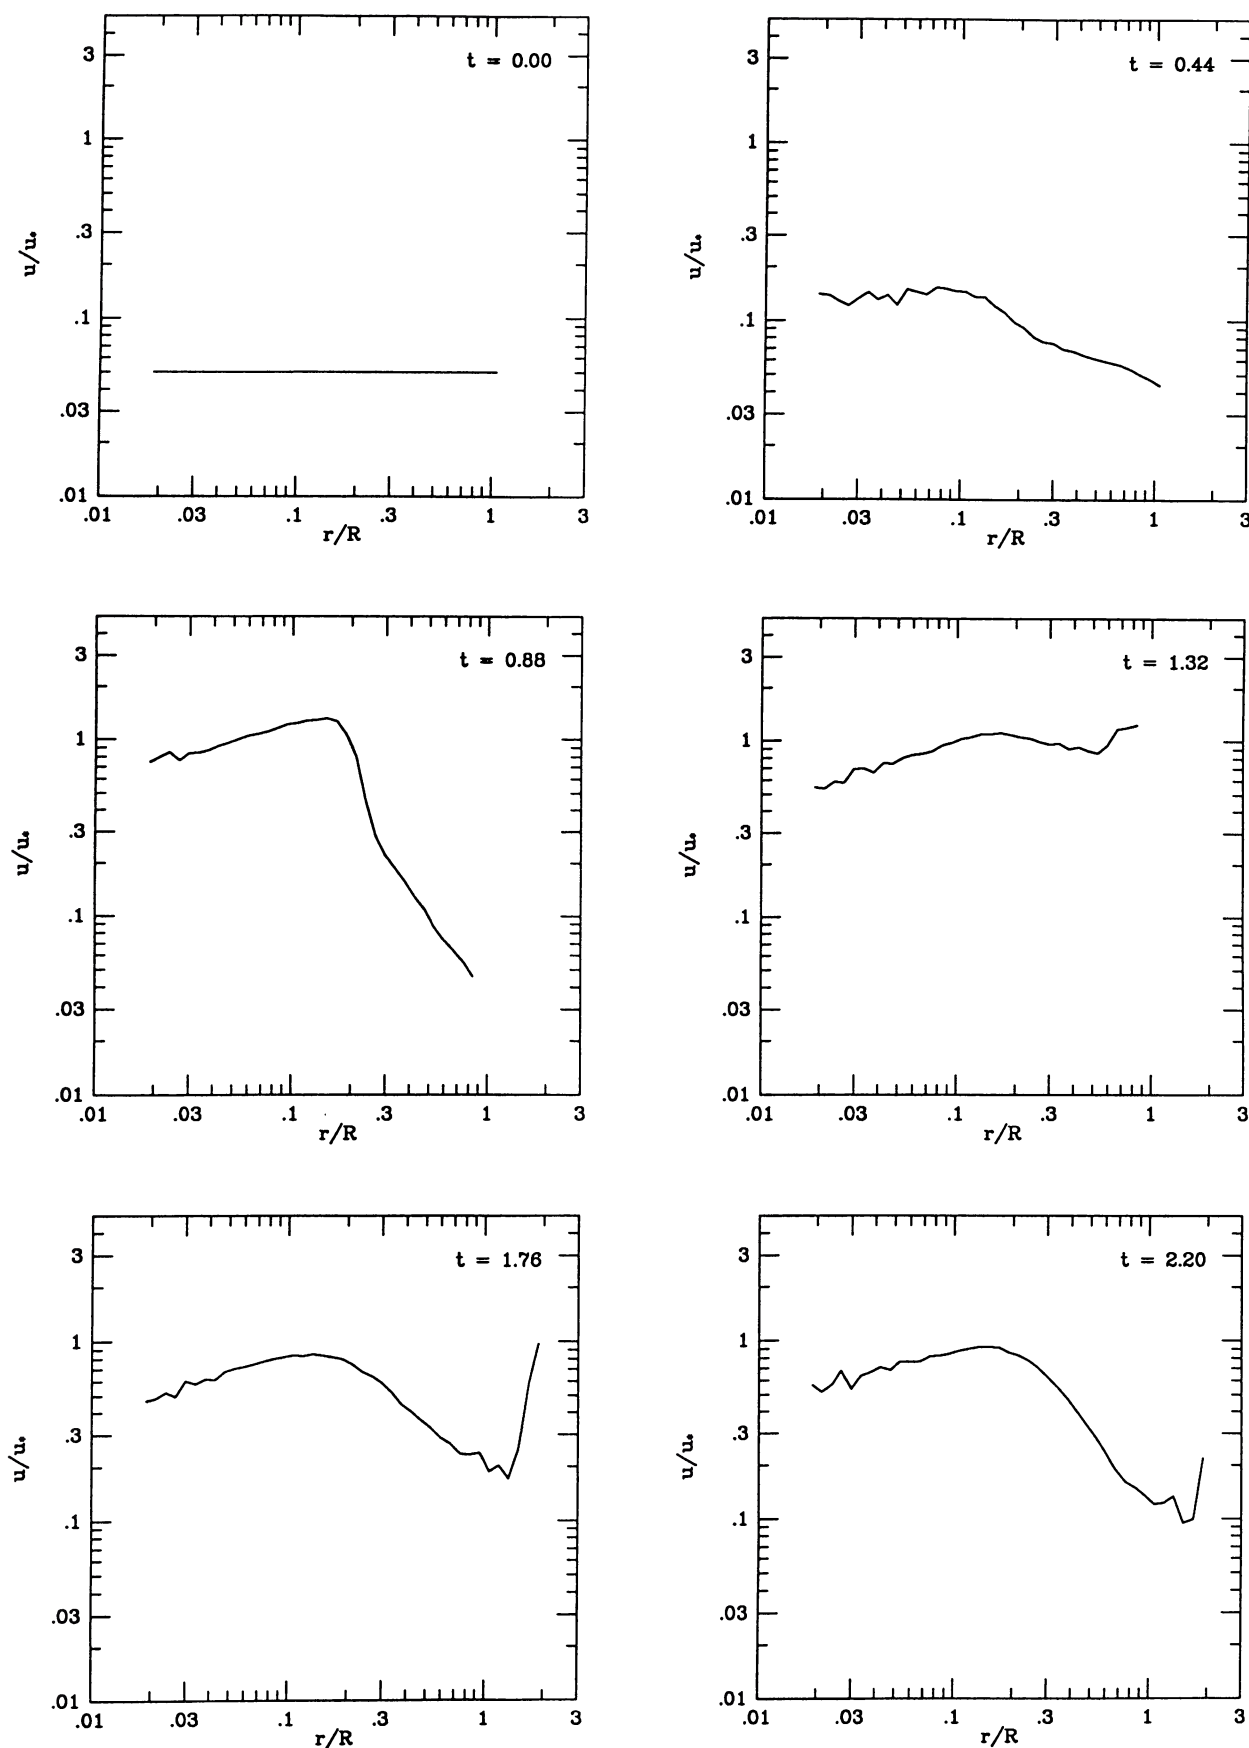 t = 0.00
3
1
.3
.1
.03
.01
u/u.
.01 .03 .1 .3 1 3
r/R
t = 0.44
3
1
.3
.1
.03
.01
u/u.
.01 .03 .1 .3 1 3
r/R
t = 0.88
3
1
.3
.1
.03
.01
u/u.
.01 .03 .1 .3 1 3
r/R
t = 1.32
3
1
.3
.1
.03
.01
u/u.
.01 .03 .1 .3 1 3
r/R
t = 1.76
3
1
.3
.1
.03
.01
u/u.
.01 .03 .1 .3 1 3
r/R
t = 2.20
3
1
.3
.1
.03
.01
u/u.
.01 .03 .1 .3 1 3
r/R